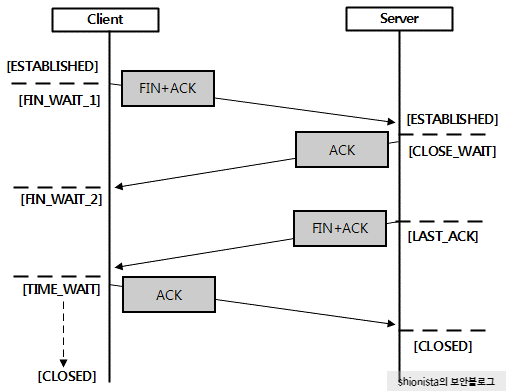 Client
Server
[ESTABLISHED]
FIN+ACK
[FIN_WAIT_1]
[ESTABLISHED]
ACK
[CLOSE_WAIT]
[FIN_WAIT_2]
FIN+ACK
[LAST_ACK]
[TIME_WAIT]
ACK
[CLOSED]
[CLOSED]
shionista의 보안블로그